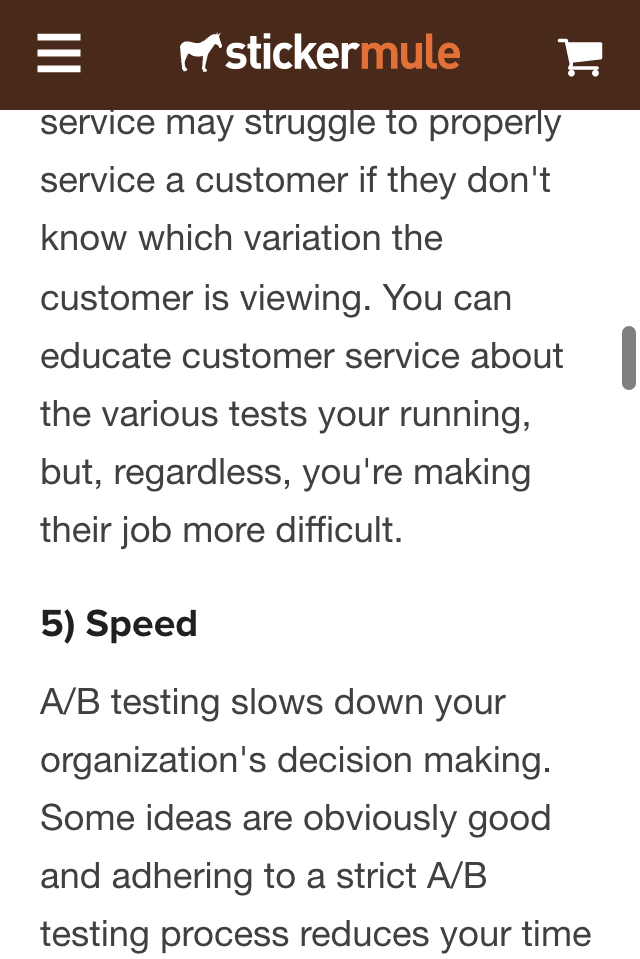 stickermule
service may struggle to properly
service a customer if they don't
know which variation the
customer is viewing. You can
educate customer service about
the various tests your running,
but, regardless, you're making
their job more difficult.
5) Speed
A/B testing slows down your
organization's decision making.
Some ideas are obviously good
and adhering to a strict A/B
testing process reduces your time